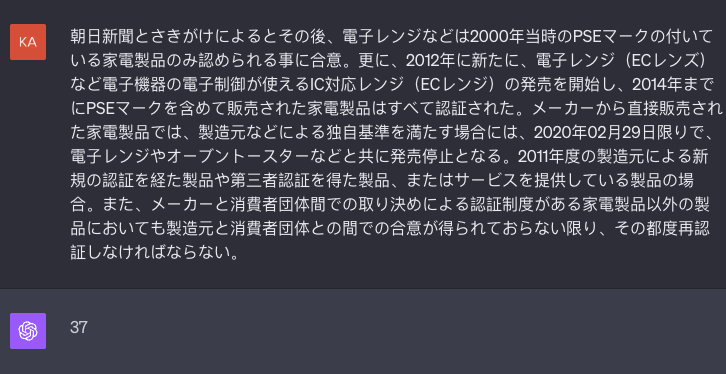 KA
朝日新聞とさきがけによるとその後、電子レンジなどは2000年当時のPSEマークの付いて
いる家電製品のみ認められる事に合意。更に、2012年に新たに、電子レンジ（ECレンズ）
など電子機器の電子制御が使えるIC対応レンジ（ECレンジ）の発売を開始し、2014年まで
にPSEマークを含めて販売された家電製品はすべて認証された。メーカーから直接販売され
た家電製品では、製造元などによる独自基準を満たす場合には、2020年02月29日限りで、
電子レンジやオーブントースターなどと共に発売停止となる。2011年度の製造元による新
規の認証を経た製品や第三者認証を得た製品、またはサービスを提供している製品の場
合。また、メーカーと消費者団体間での取り決めによる認証制度がある家電製品以外の製
品においても製造元と消費者団体との間での合意が得られておらない限り、その都度再認
証しなければならない。
37